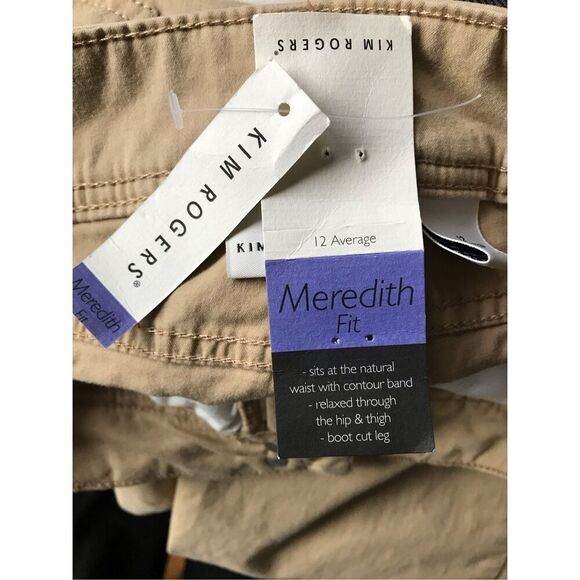 KIM ROGERS®
12 Average
Meredith
Fit
- sits at the natural
waist with contour band
- relaxed through
the hip & thigh
- boot cut leg
KIM ROGERS®
Meredith
Fit
KIM